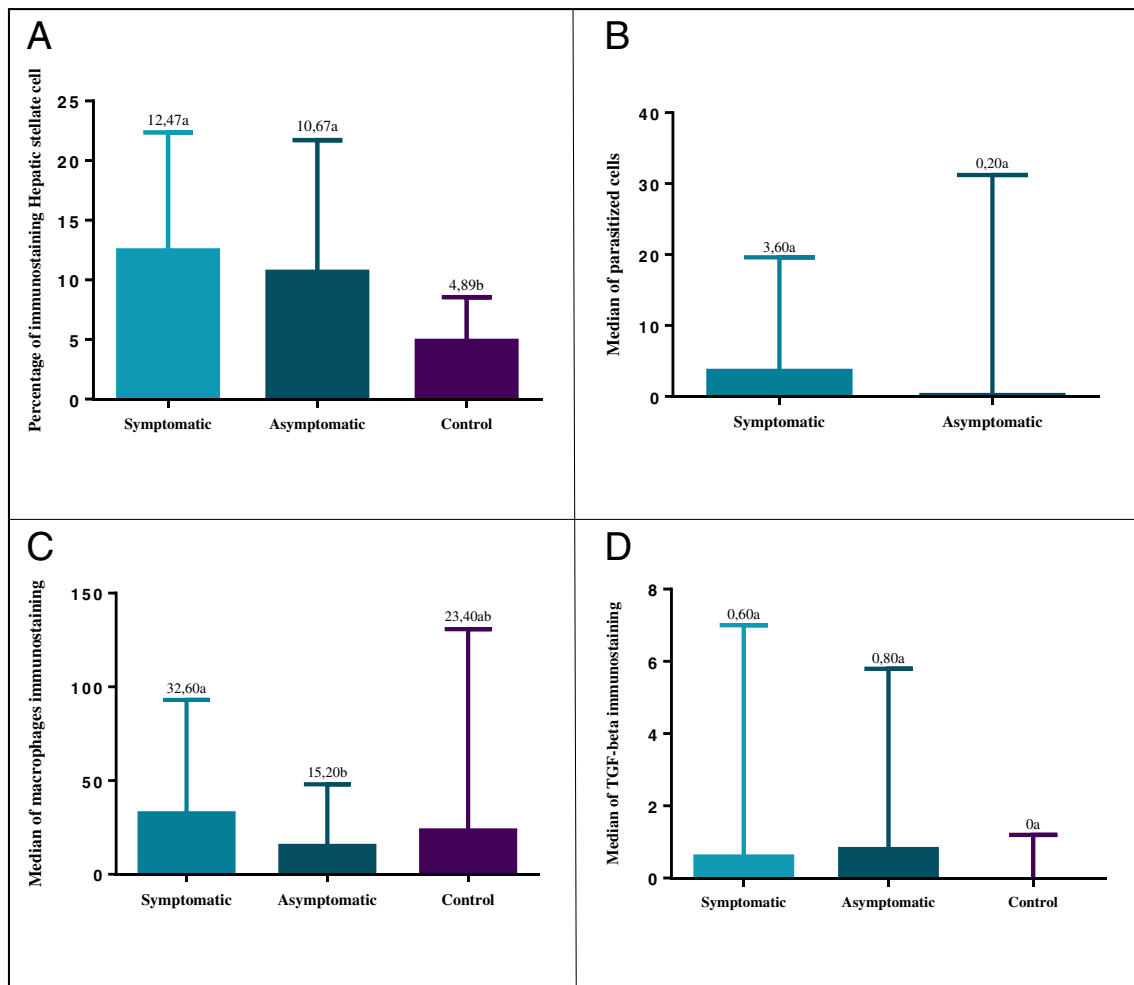 A
Percentage of immunostaining Hepatic stellate cell
25
20
15
10
5
0
12,47a
10,67a
4,89b
Symptomatic
Asymptomatic
Control
B
Median of parasitized cells
40
30
20
10
0
3,60a
0,20a
Symptomatic
Asymptomatic
C
Median of macrophages immunostaining
150
100
50
0
32,60a
15,20b
23,40ab
Symptomatic
Asymptomatic
Control
D
Median of TGF-beta immunostaining
8
6
4
2
0
0,60a
0,80a
0a
Symptomatic
Asymptomatic
Control